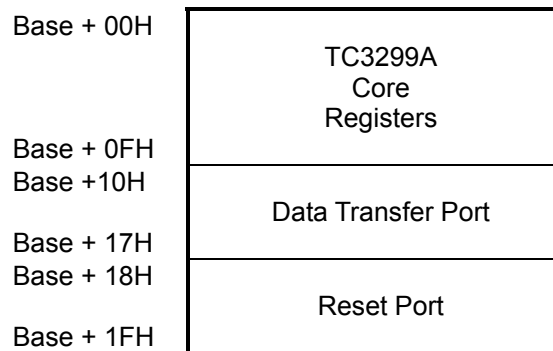 Base + 00H
TC3299A
Core
Registers
Base + 0FH
Base +10H
Data Transfer Port
Base + 17H
Base + 18H
Reset Port
Base + 1FH